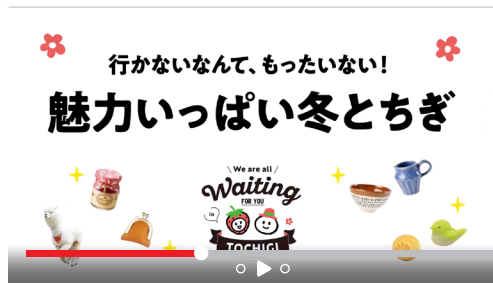 行かないなんて、もったいない！
魅力いっぱい冬とちぎ
We are all
Waiting
FOR YOU
in
TOCHIGI